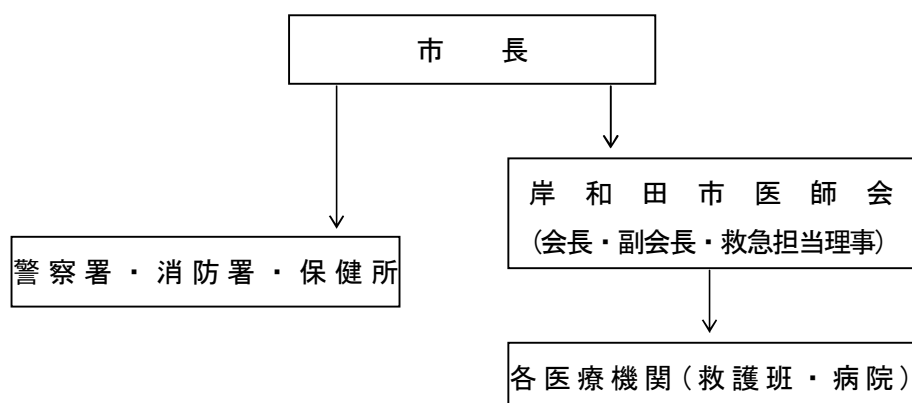 市　　長
岸 和 田 市 医 師 会
（会長・副会長・救急担当理事）
警察署・消防署・保健所
各医療機関（救護班・病院）